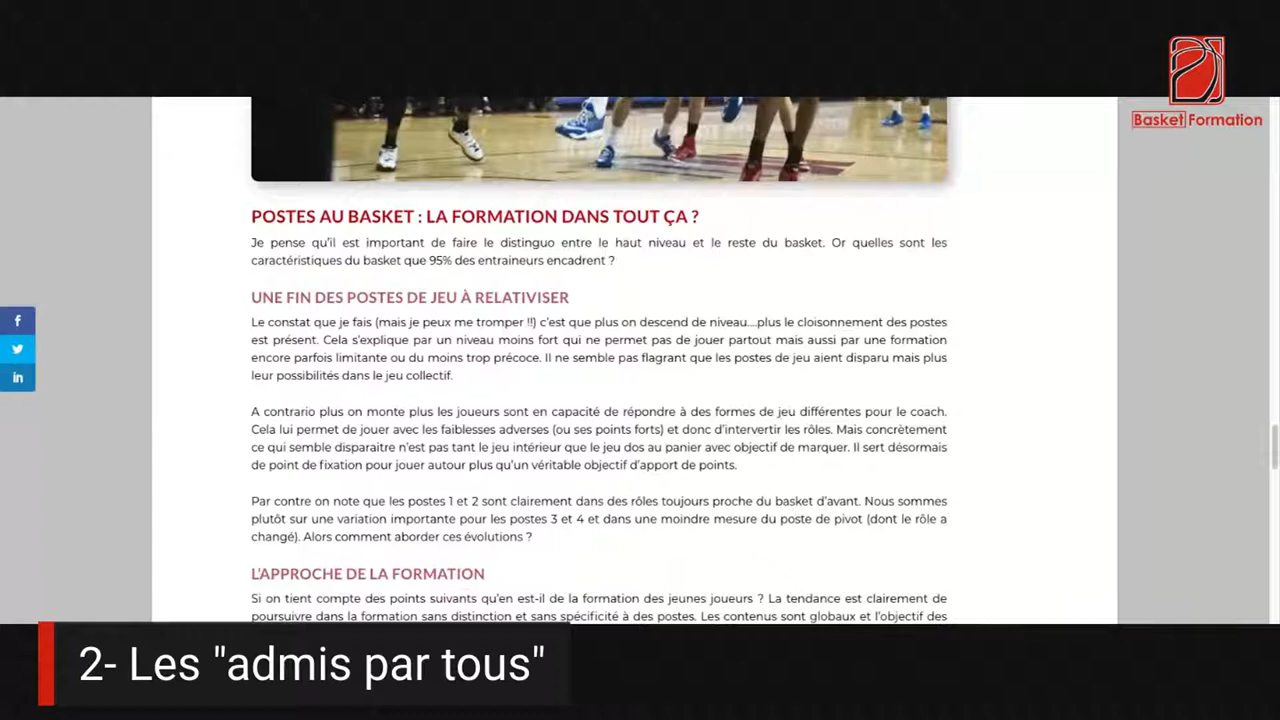 Basket Formation
POSTES AU BASKET : LA FORMATION DANS TOUT ÇA ?
Je pense qu'il est important de faire le distinguo entre le haut niveau et le reste du basket. Or quelles sont les
caractéristiques du basket que 95% des entraineurs encadrent ?
UNE FIN DES POSTES DE JEU À RELATIVISER
Le constat que je fais (mais je peux me tromper !!) c'est que plus on descend de niveau....plus le cloisonnement des postes
est présent. Cela s'explique par un niveau moins fort qui ne permet pas de jouer partout mais aussi par une formation
encore parfois limitante ou du moins trop précoce. Il ne semble pas flagrant que les postes de jeu aient disparu mais plus
leur possibilités dans le jeu collectif.
A contrario plus on monte plus les joueurs sont en capacité de répondre à des formes de jeu différentes pour le coach.
Cela lui permet de jouer avec les faiblesses adverses (ou ses points forts) et donc d'intervertir les rôles. Mais concrètement
ce qui semble disparaitre n'est pas tant le jeu intérieur que le jeu dos au panier avec objectif de marquer. Il sert désormais
de point de fixation pour jouer autour plus qu'un véritable objectif d'apport de points.
Par contre on note que les postes 1 et 2 sont clairement dans des rôles toujours proche du basket d'avant. Nous sommes
plutôt sur une variation importante pour les postes 3 et 4 et dans une moindre mesure du poste de pivot (dont le rôle a
changé). Alors comment aborder ces évolutions ?
L'APPROCHE DE LA FORMATION
Si on tient compte des points suivants qu'en est-il de la formation des jeunes joueurs ? La tendance est clairement de
poursuivre dans la formation sans distinction et sans spécificité à des postes. Les contenus sont globaux et l'objectif des
2- Les "admis par tous"